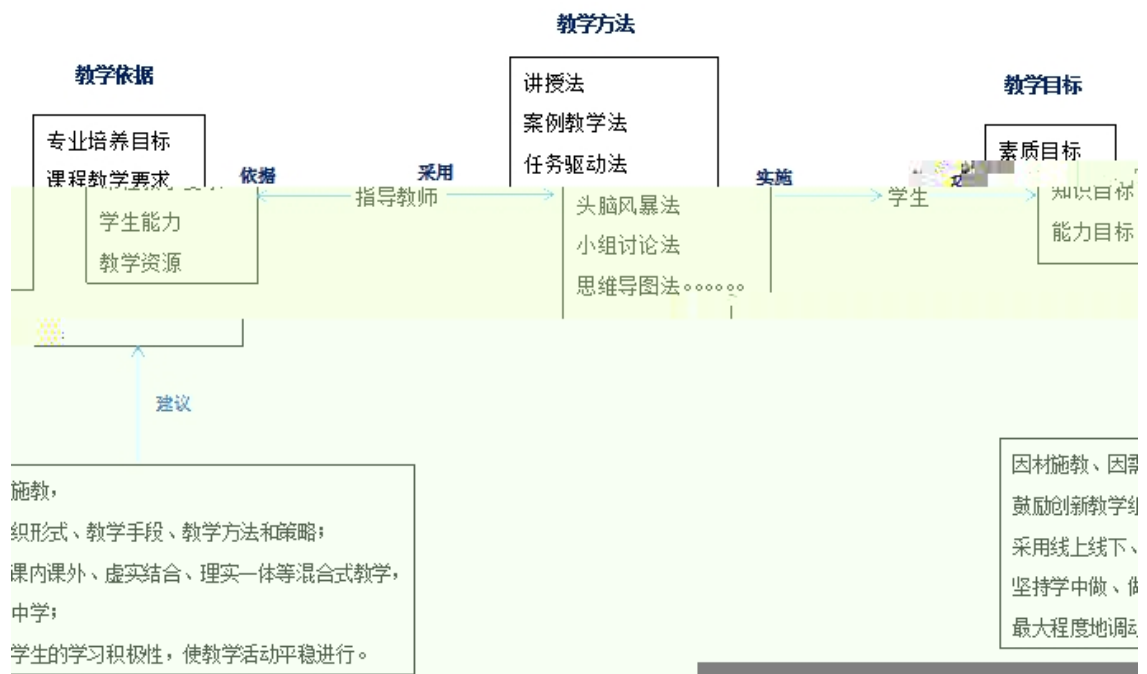 教学方法
教学依据
教学目标
讲授法
案例教学法
任务驱动法
头脑风暴法
小组讨论法
思维导图法。。。。。。
专业培养目标
课程教学要求
学生能力
教学资源
依据
指导教师
采用
实施
学生
素质目标
知识目标
能力目标
建议
施教，
织形式、教学手段、教学方法和策略；
课内课外、虚实结合、理实一体等混合式教学，
中学；
学生的学习积极性，使教学活动平稳进行。
因材施教、因需
鼓励创新教学组
采用线上线下、
坚持学中做、做
最大程度地调动